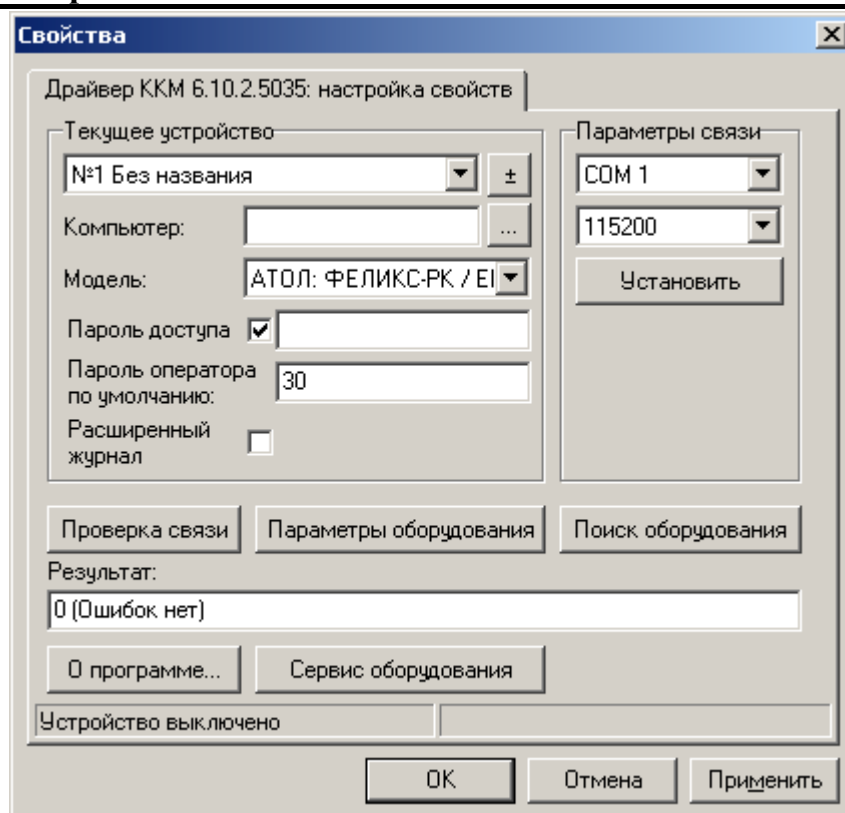 Свойства
Драйвер ККМ 6.10.2.5035: настройка свойств
Текущее устройство
Параметры связи
№1 Без названия
±
COM 1
Компьютер:
...
115200
Модель:
АТОЛ: ФЕЛИКС-РК /
Установить
Пароль доступа
Пароль оператора
по умолчанию:
30
Расширенный
журнал
Проверка связи
Параметры оборудования
Поиск оборудования
Результат:
0 (Ошибок нет)
О программе...
Сервис оборудования
Устройство выключено
OK
Отмена
Применить